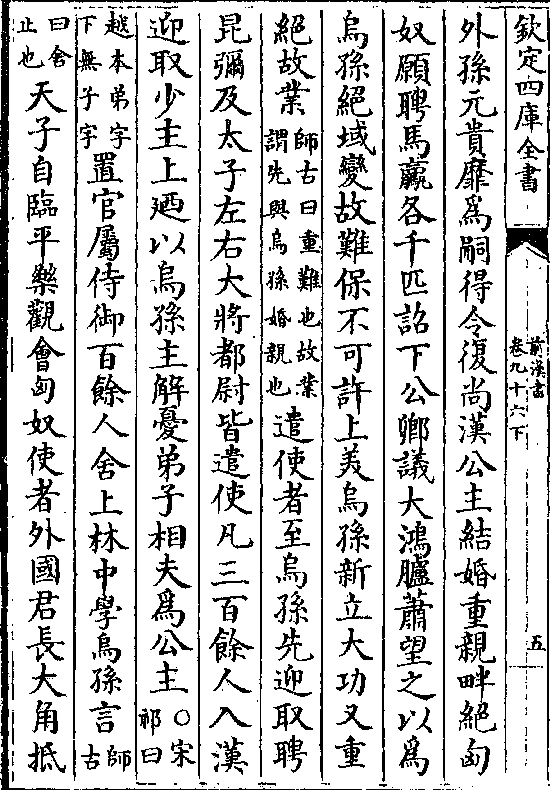 欽定四庫全書
前漢書
卷九十六下
五
外孫元貴靡為嗣得令復尚漢公主結婚重親畔絕匈
奴願聘馬驘各千匹詔下公卿議大鴻臚蕭望之以為
烏孫絕域變故難保不可許上美烏孫新立大功又重
絕故業師古曰重難也故業
謂先與烏孫婚親也遣使者至烏孫先迎取聘
昆彌及太子左右大將都尉皆遣使凡三百餘人入漢
迎取少主上廼以烏孫主解憂弟子相夫為公主○宋
祁曰
越本弟字
下無子字置官屬侍御百餘人舍上林中學烏孫言師
古
曰舍
止也天子自臨平樂觀會匈奴使者外國君長大角抵